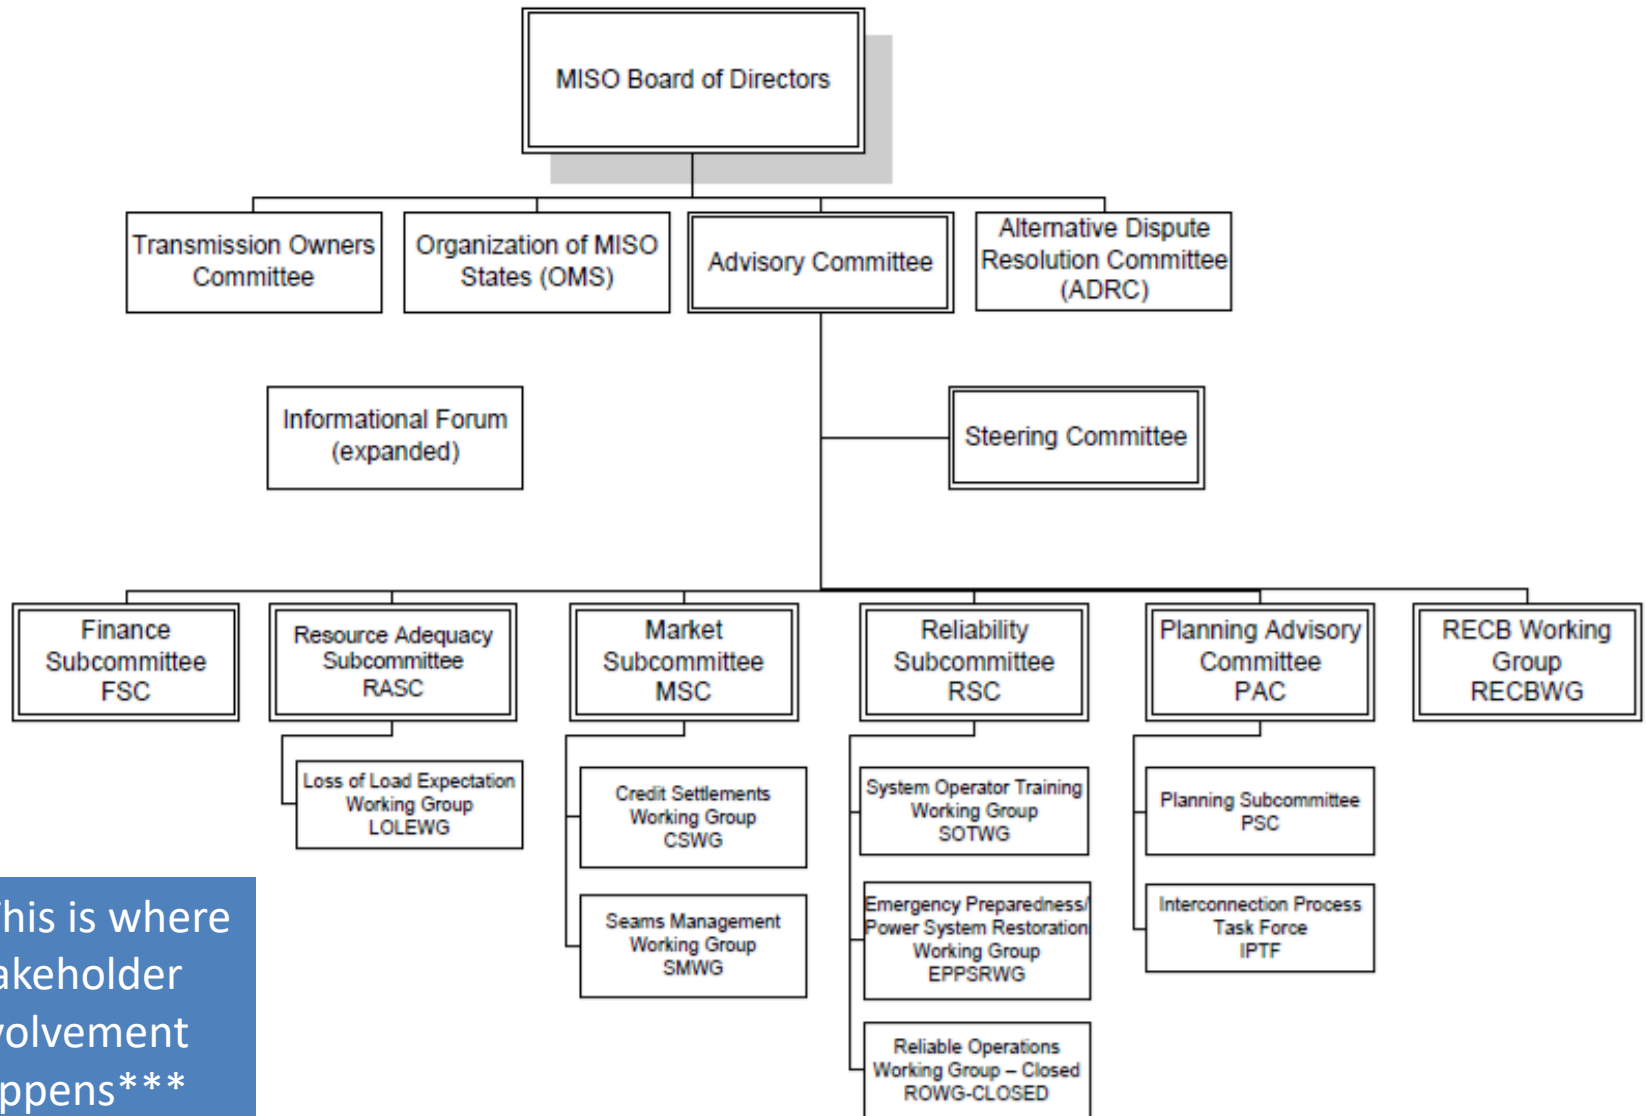 MISO Board of Directors
Transmission Owners
Committee
Organization of MISO
States (OMS)
Advisory Committee
Alternative Dispute
Resolution Committee
(ADRC)
Informational Forum
(expanded)
Steering Committee
Finance
Subcommittee
FSC
Resource Adequacy
Subcommittee
RASC
Market
Subcommittee
MSC
Reliability
Subcommittee
RSC
Planning Advisory
Committee
PAC
RECB Working
Group
RECBWG
Loss of Load Expectation
Working Group
LOLEWG
Credit Settlements
Working Group
CSWG
Seams Management
Working Group
SMWG
System Operator Training
Working Group
SOTWG
Emergency Preparedness/
Power System Restoration
Working Group
EPPSRWG
Reliable Operations
Working Group – Closed
ROWG-CLOSED
Planning Subcommittee
PSC
Interconnection Process
Task Force
IPTF
This is where
akeholder
volvement
ppens***